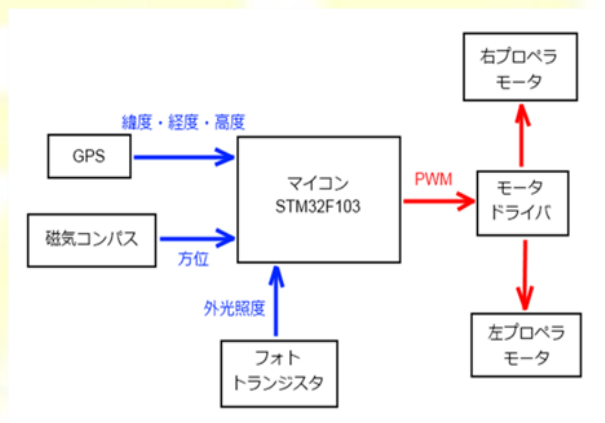 右プロペラ
モータ
緯度・経度・高度
GPS
マイコン
STM32F103
PWM
モータ
ドライバ
磁気コンパス
方位
外光照度
フォト
トランジスタ
左プロペラ
モータ